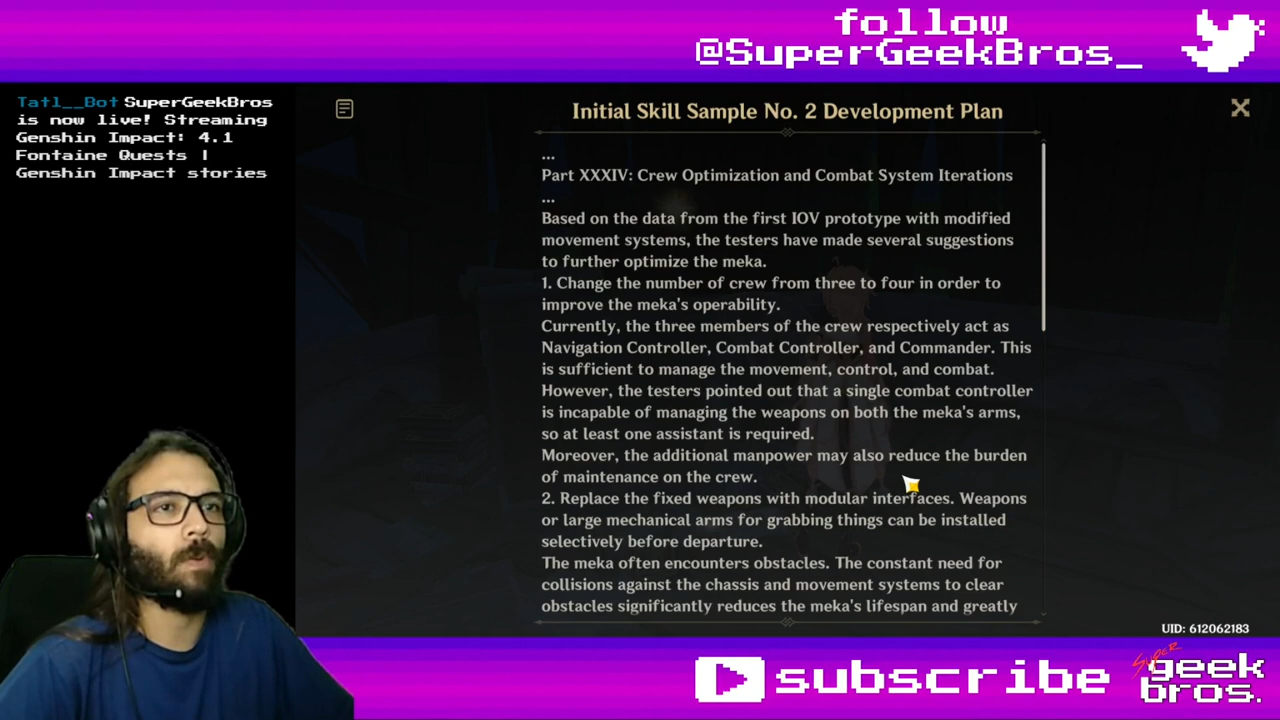 follow
@SuperGeekBros_
Tatl__Bot SuperGeekBros
is now live! Streaming
Genshin Impact: 4.1
Fontaine Quests |
Genshin Impact stories
Initial Skill Sample No. 2 Development Plan
...
Part XXXIV: Crew Optimization and Combat System Iterations
...
Based on the data from the first IOV prototype with modified
movement systems, the testers have made several suggestions
to further optimize the meka.
1. Change the number of crew from three to four in order to
improve the meka's operability.
Currently, the three members of the crew respectively act as
Navigation Controller, Combat Controller, and Commander. This
is sufficient to manage the movement, control, and combat.
However, the testers pointed out that a single combat controller
is incapable of managing the weapons on both the meka's arms,
so at least one assistant is required.
Moreover, the additional manpower may also reduce the burden
of maintenance on the crew.
2. Replace the fixed weapons with modular interfaces. Weapons
or large mechanical arms for grabbing things can be installed
selectively before departure.
The meka often encounters obstacles. The constant need for
collisions against the chassis and movement systems to clear
obstacles significantly reduces the meka's lifespan and greatly
UID: 612062183
subscribe
super
geek
bros.